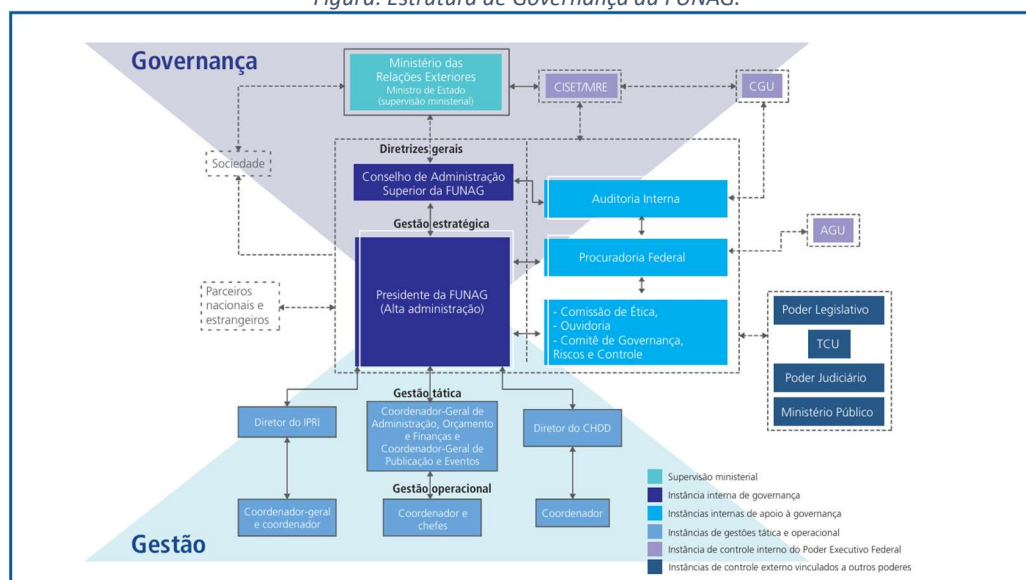 Figura: Estrutura de Governança da FUNAG.
Governança
Ministério das
Relações Exteriores
Ministro de Estado
(supervisão ministerial)
CISET/MRE
CGU
Sociedade
Diretrizes gerais
Conselho de Administração
Superior da FUNAG
Auditoria Interna
Gestão estratégica
Procuradoria Federal
AGU
Parceiros
nacionais e
estrangeiros
Presidente da FUNAG
(Alta administração)
- Comissão de Ética,
- Ouvidoria
- Comitê de Governança,
Riscos e Controle
Poder Legislativo
TCU
Poder Judiciário
Ministério Público
Gestão tática
Diretor do IPRI
Coordenador-Geral de
Administração, Orçamento
e Finanças e
Coordenador-Geral de
Publicação e Eventos
Diretor do CHDD
Gestão operacional
Coordenador-geral
e coordenador
Coordenador e
chefes
Coordenador
Gestão
Supervisão ministerial
Instância interna de governança
Instâncias internas de apoio à governança
Instâncias de gestões tática e operacional
Instância de controle interno do Poder Executivo Federal
Instâncias de controle externo vinculados a outros poderes